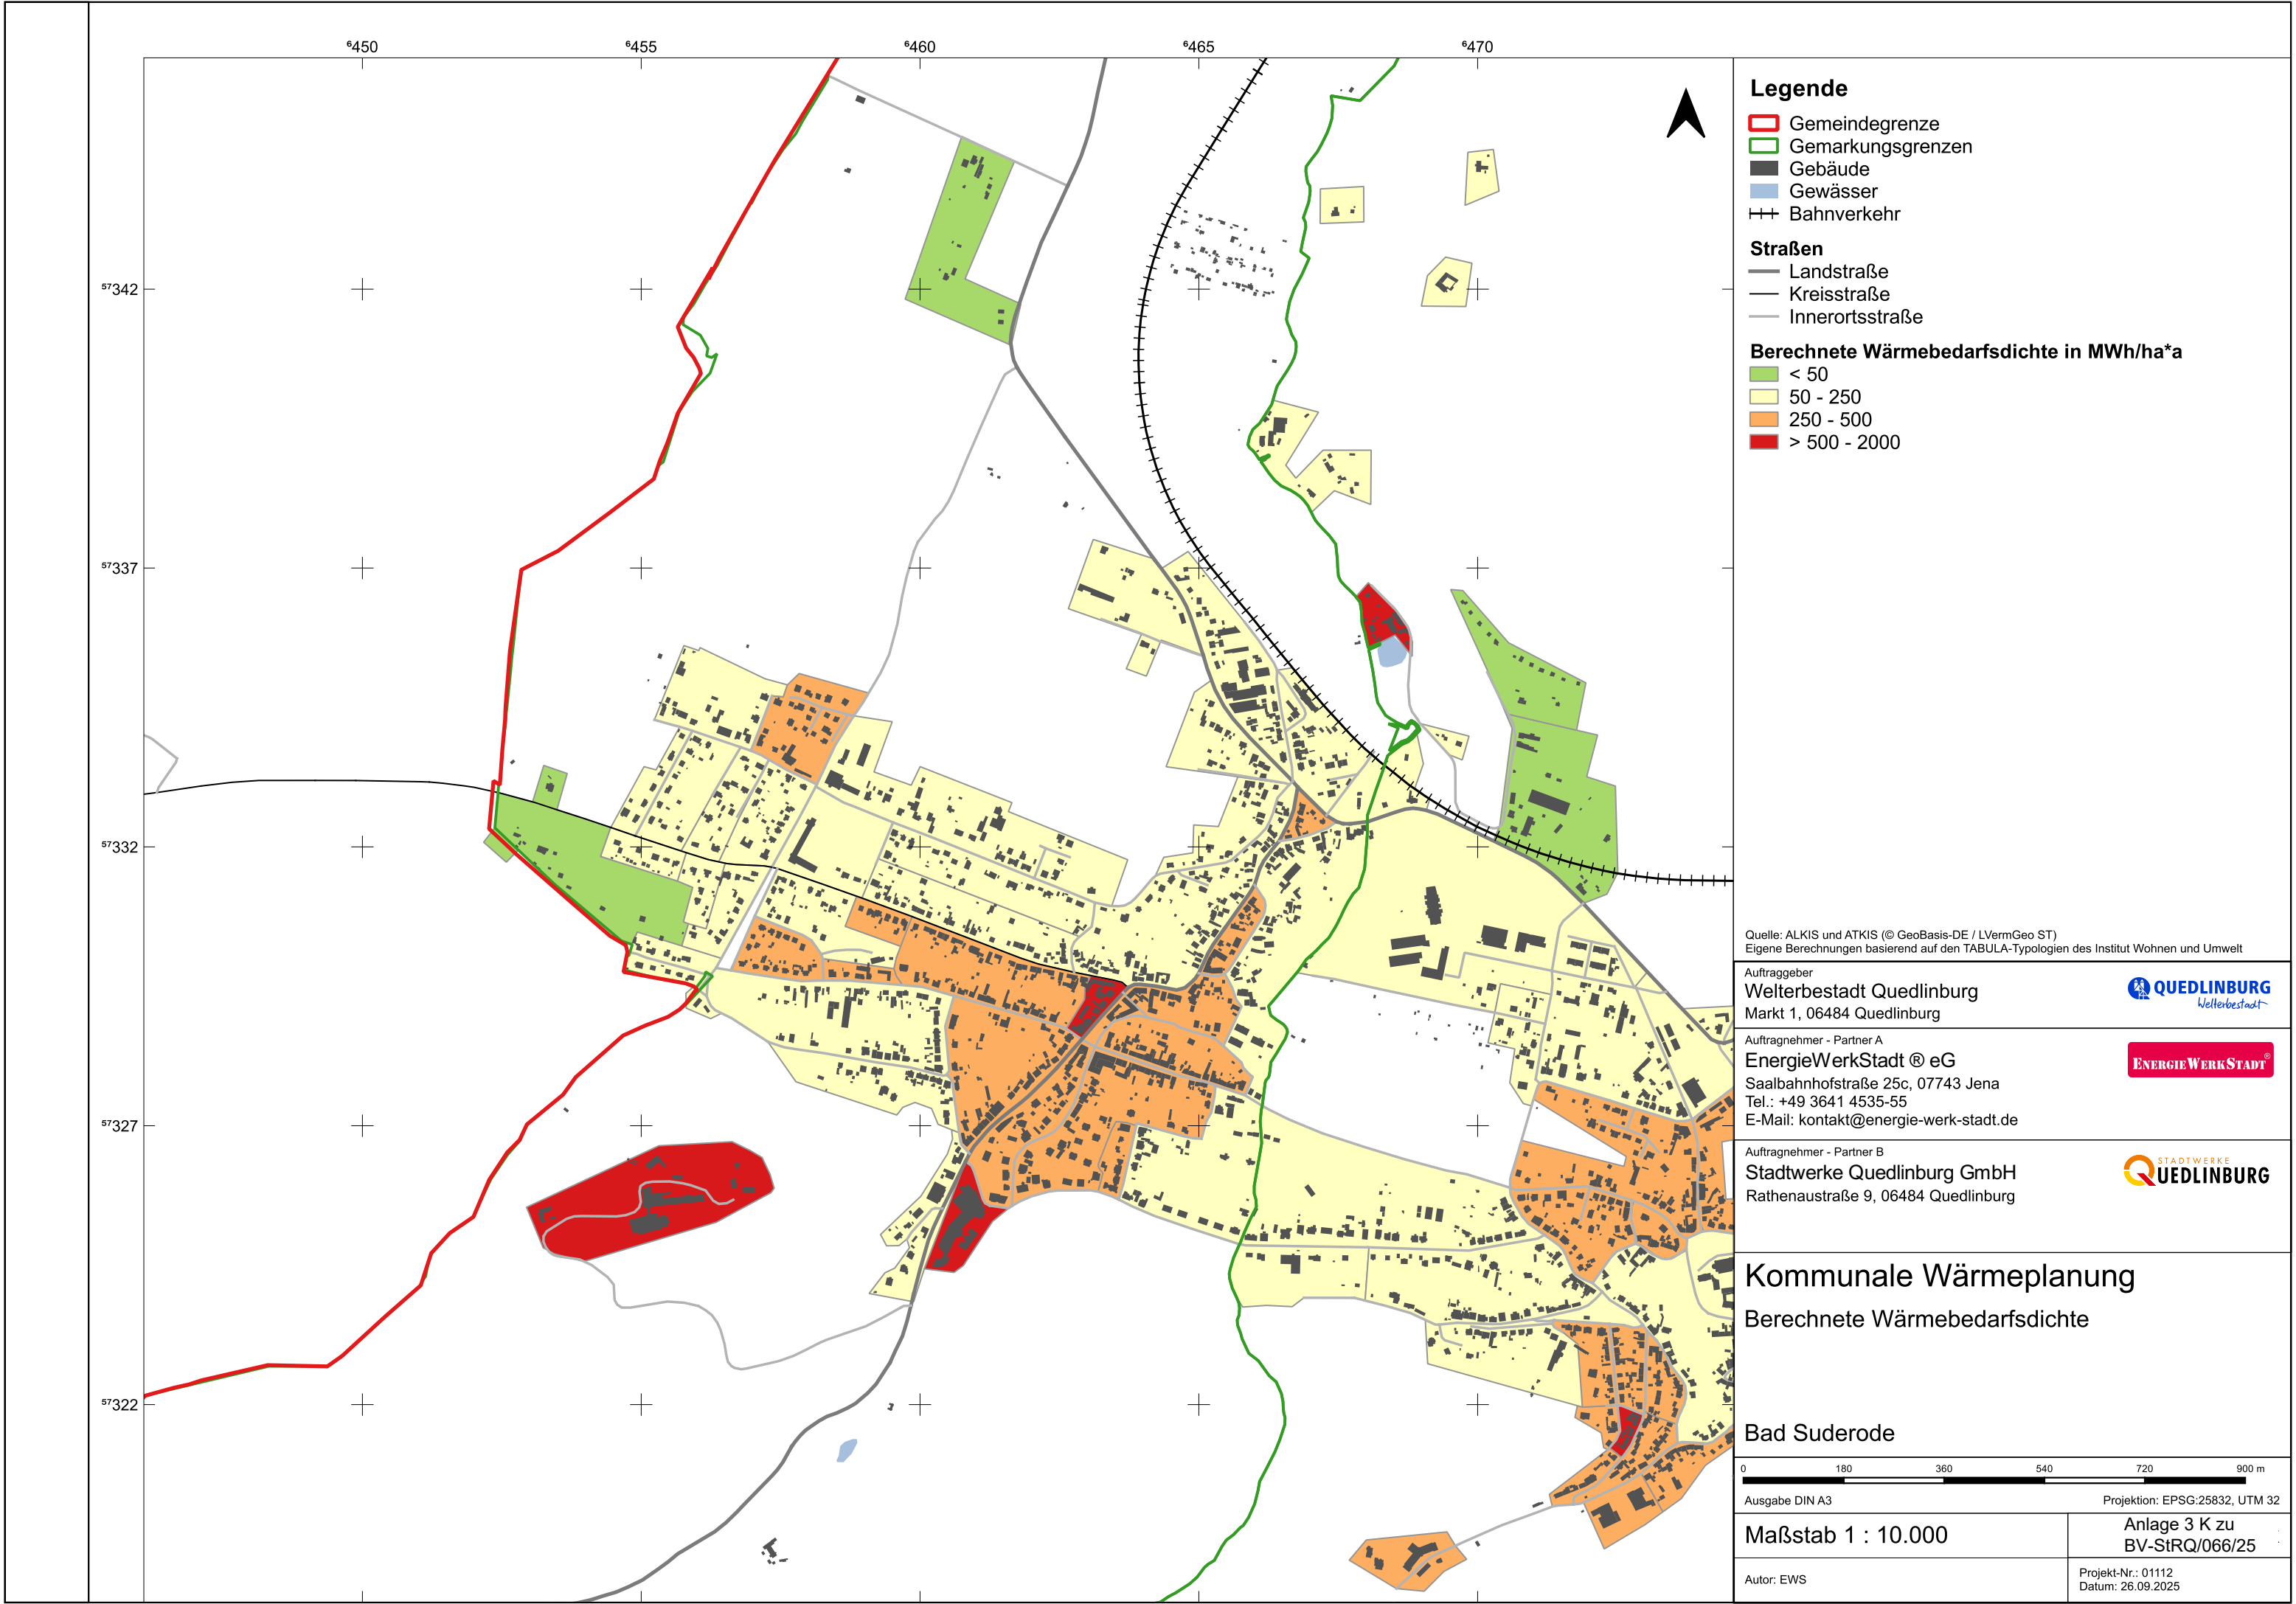 ⁶450 ⁶455 ⁶460 ⁶465 ⁶470
⁵⁷342
⁵⁷337
⁵⁷332
⁵⁷327
⁵⁷322
Legende
Gemeindegrenze
Gemarkungsgrenzen
Gebäude
Gewässer
Bahnverkehr
Straßen
Landstraße
Kreisstraße
Innerortsstraße
Berechnete Wärmebedarfsdichte in MWh/ha*a
< 50
50 - 250
250 - 500
> 500 - 2000
Quelle: ALKIS und ATKIS (© GeoBasis-DE / LVermGeo ST)
Eigene Berechnungen basierend auf den TABULA-Typologien des Institut Wohnen und Umwelt
Auftraggeber
Welterbestadt Quedlinburg
Markt 1, 06484 Quedlinburg
QUEDLINBURG
Welterbestadt
Auftragnehmer - Partner A
EnergieWerkStadt ® eG
Saalbahnhofstraße 25c, 07743 Jena
Tel.: +49 3641 4535-55
E-Mail: kontakt@energie-werk-stadt.de
ENERGIEWERKSTADT®
Auftragnehmer - Partner B
Stadtwerke Quedlinburg GmbH
Rathenaustraße 9, 06484 Quedlinburg
STADTWERKE
QUEDLINBURG
Kommunale Wärmeplanung
Berechnete Wärmebedarfsdichte
Bad Suderode
0 180 360 540 720 900 m
Ausgabe DIN A3 Projektion: EPSG:25832, UTM 32
Maßstab 1 : 10.000
Anlage 3 K zu
BV-StRQ/066/25
Autor: EWS
Projekt-Nr.: 01112
Datum: 26.09.2025